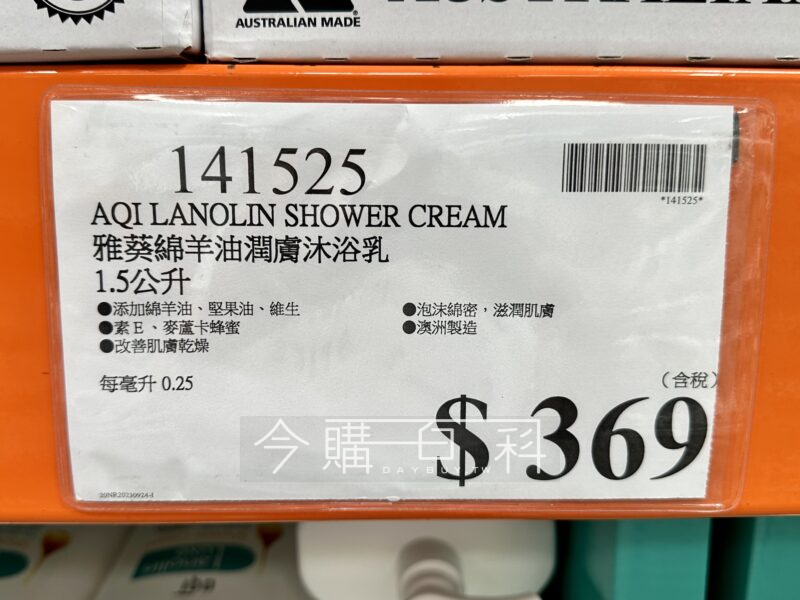 AUSTRALIAN MADE
141525
*141525*
AQI LANOLIN SHOWER CREAM
雅葵綿羊油潤膚沐浴乳
1.5公升
●添加綿羊油、堅果油、維生
●素E、麥蘆卡蜂蜜
●改善肌膚乾燥
●泡沫綿密，滋潤肌膚
●澳洲製造
每毫升 0.25
（含稅）
$ 369
今購百科
DAYBUY.TW